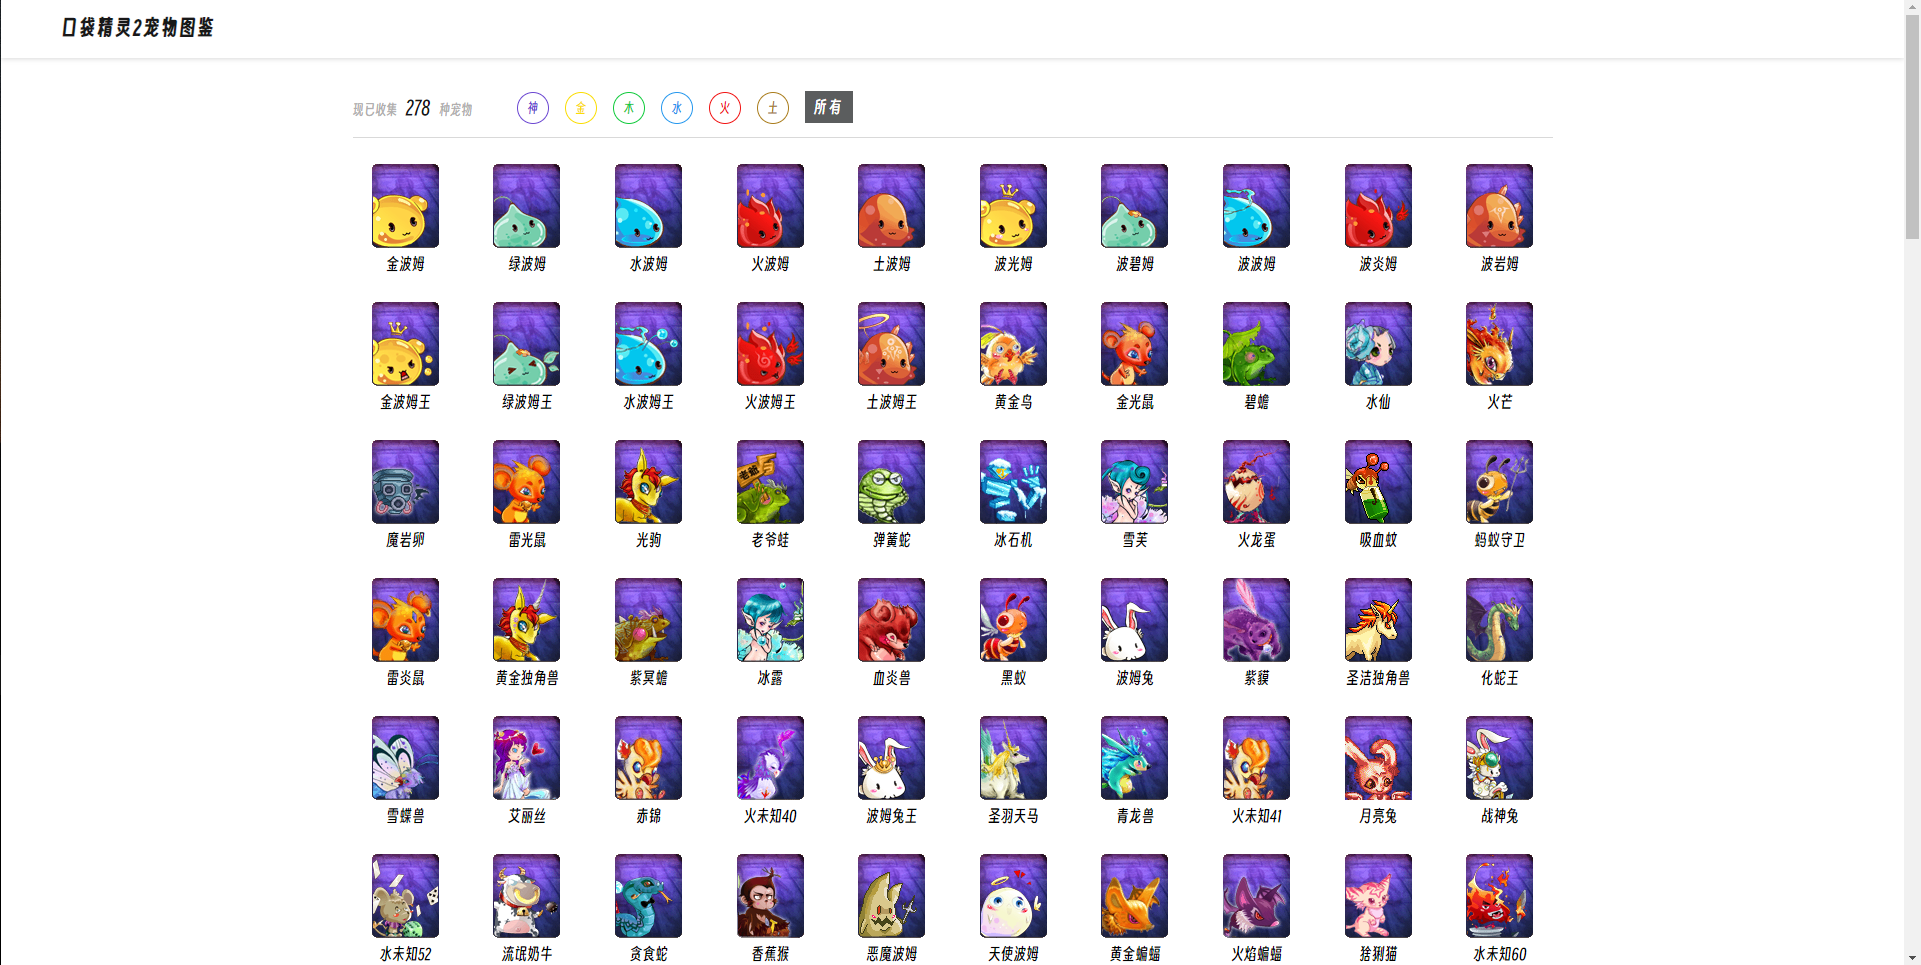 口袋精灵2宠物图鉴
现已收集 278 种宠物 神 金 木 水 火 土 所有
金波姆 绿波姆 水波姆 火波姆 土波姆 波光姆 波碧姆 波波姆 波炎姆 波岩姆
金波姆王 绿波姆王 水波姆王 火波姆王 土波姆王 黄金鸟 金光鼠 碧蟾 水仙 火芒
老爺
魔岩卵 雷光鼠 光驹 老爷蛙 弹簧蛇 冰石机 雪芙 火龙蛋 吸血蚊 蚂蚁守卫
雷炎鼠 黄金独角兽 紫冥蟾 冰露 血炎兽 黑蚁 波姆兔 紫貘 圣洁独角兽 化蛇王
雪蝶兽 艾丽丝 赤锦 火未知40 波姆兔王 圣羽天马 青龙兽 火未知41 月亮兔 战神兔
水未知52 流氓奶牛 贪食蛇 香蕉猴 恶魔波姆 天使波姆 黄金蝙蝠 火焰蝙蝠 猞猁猫 水未知60